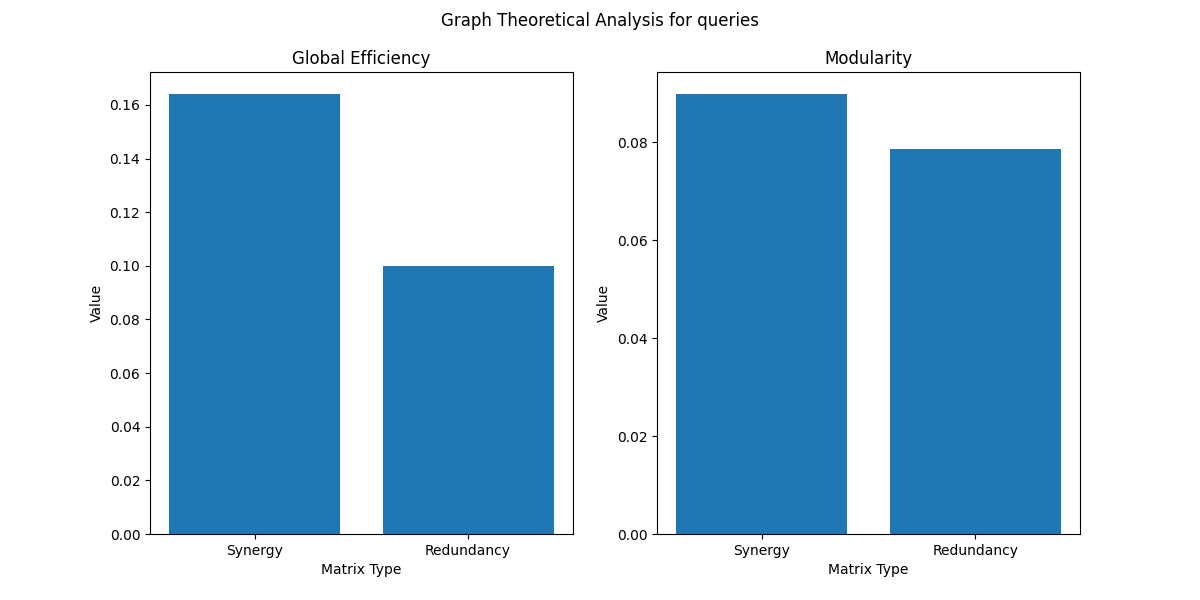 Graph Theoretical Analysis for queries
Global Efficiency
0.16
0.14
0.12
0.10
0.08
0.06
0.04
0.02
0.00
Value
Synergy
Redundancy
Matrix Type
Modularity
0.08
0.06
0.04
0.02
0.00
Value
Synergy
Redundancy
Matrix Type